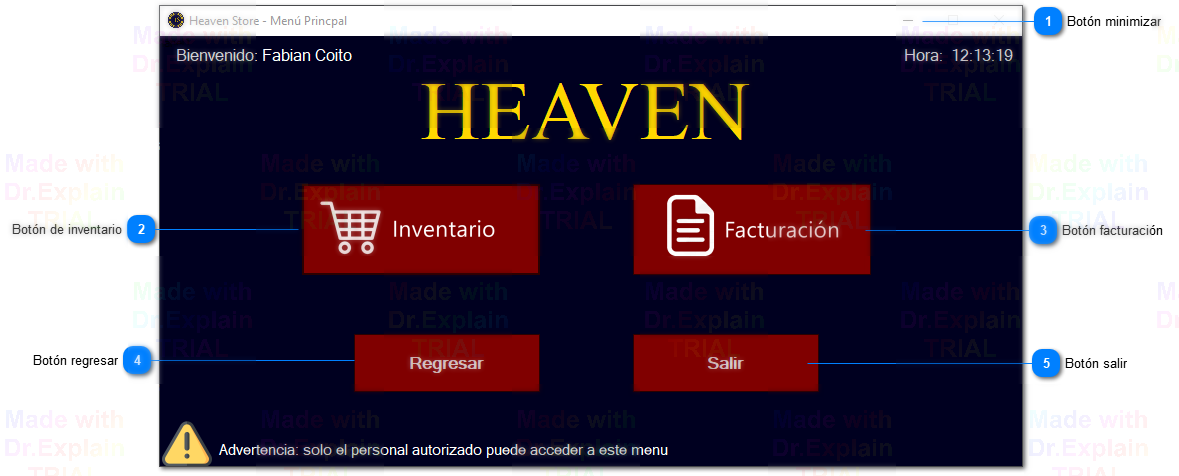 Heaven Store - Menú Princpal
1 Botón minimizar
Bienvenido: Fabian Coito
Hora: 12:13:19
HEAVEN
Botón de inventario 2
Inventario
Facturación
3 Botón facturación
Botón regresar 4
Regresar
Salir
5 Botón salir
Advertencia: solo el personal autorizado puede acceder a este menu
Made with
Dr.Explain
TRIAL